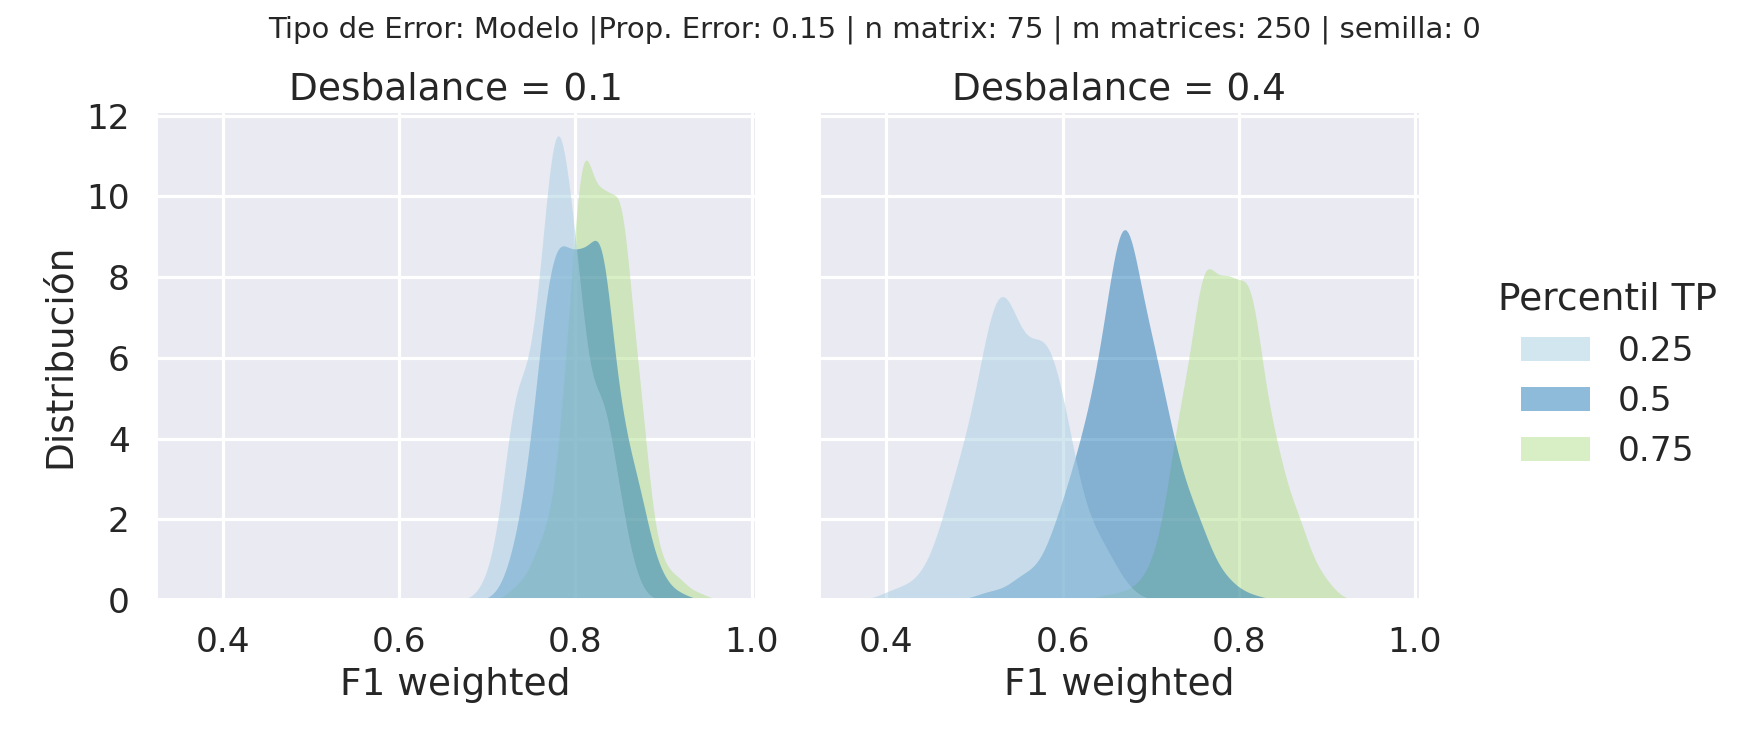 Tipo de Error: Modelo |Prop. Error: 0.15 | n matrix: 75 | m matrices: 250 | semilla: 0
Desbalance = 0.1
Desbalance = 0.4
12
10
8
6
4
2
0
Distribución
0.4 0.6 0.8 1.0
F1 weighted
0.4 0.6 0.8 1.0
F1 weighted
Percentil TP
0.25
0.5
0.75